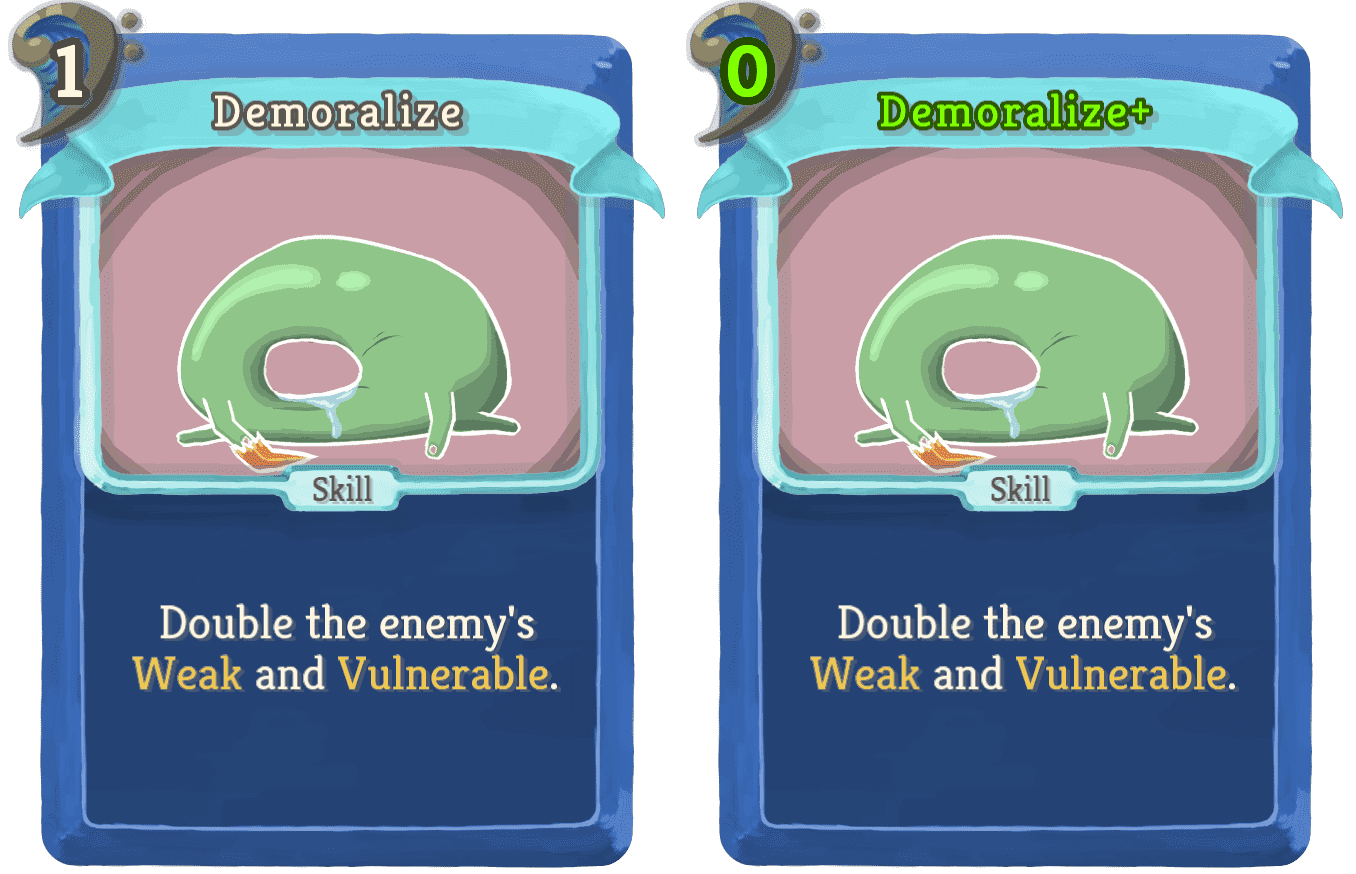 1
Demoralize
Skill
Double the enemy's
Weak and Vulnerable.
0
Demoralize+
Skill
Double the enemy's
Weak and Vulnerable.